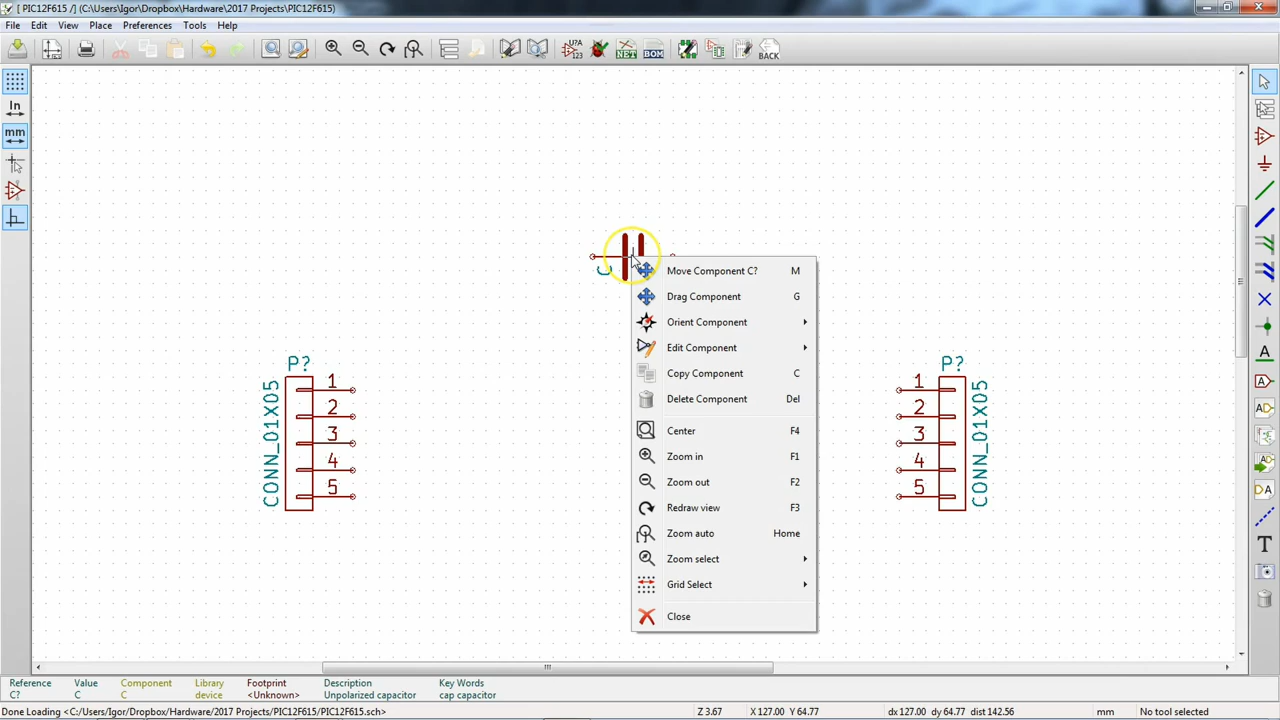 [ PIC12F615 /] (C:\Users\Igor\Dropbox\Hardware\2017 Projects\PIC12F615)
File Edit View Place Preferences Tools Help
U?A
123
NET
BOM
BACK
In
mm
C
Move Component C? M
Drag Component G
Orient Component
Edit Component
Copy Component C
Delete Component Del
Center F4
Zoom in F1
Zoom out F2
Redraw view F3
Zoom auto Home
Zoom select
Grid Select
Close
P?
CONN_01X05
1
2
3
4
5
P?
1
2
3
4
5
CONN_01X05
A
A
AD
AD
DA
T
Reference Value Component Library Footprint Description Key Words
C? C C device <Unknown> Unpolarized capacitor cap capacitor
Done Loading <C:/Users/Igor/Dropbox/Hardware/2017 Projects/PIC12F615/PIC12F615.sch> Z 3.67 X 127.00 Y 64.77 dx 127.00 dy 64.77 dist 142.56 mm No tool selected